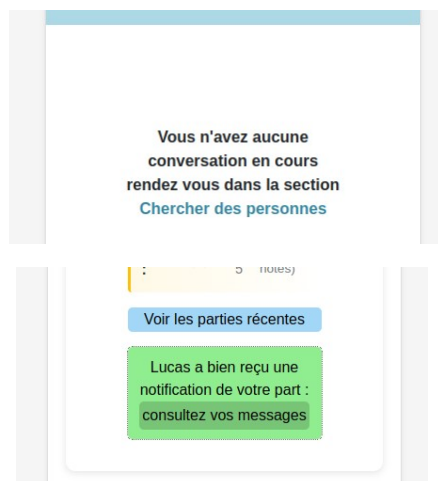 Vous n'avez aucune
conversation en cours
rendez vous dans la section
Chercher des personnes
: 5 notes)
Voir les parties récentes
Lucas a bien reçu une
notification de votre part :
consultez vos messages